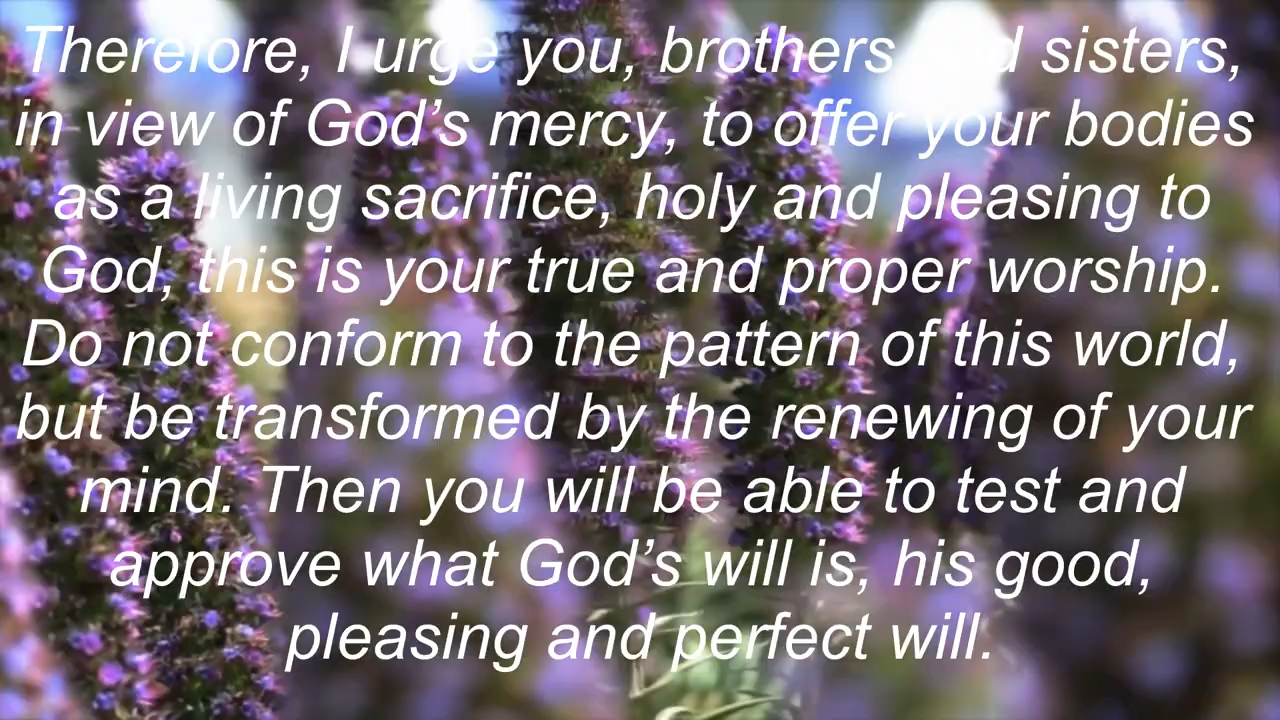 Therefore, I urge you, brothers and sisters,
in view of God’s mercy, to offer your bodies
as a living sacrifice, holy and pleasing to
God, this is your true and proper worship.
Do not conform to the pattern of this world,
but be transformed by the renewing of your
mind. Then you will be able to test and
approve what God’s will is, his good,
pleasing and perfect will.